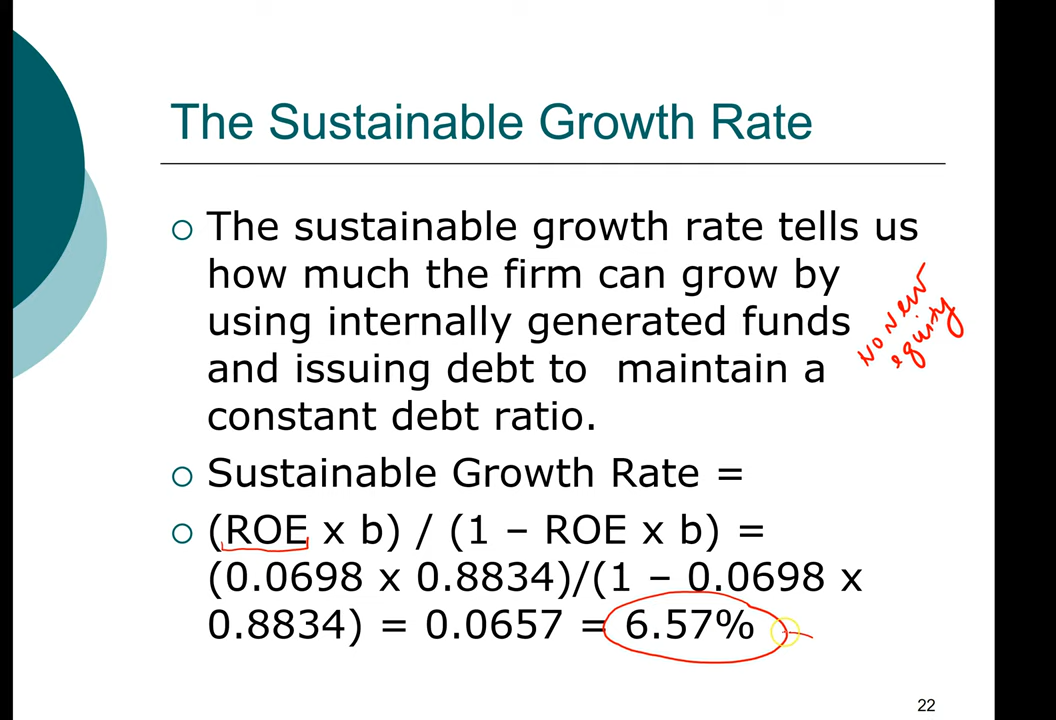 The Sustainable Growth Rate
The sustainable growth rate tells us
how much the firm can grow by
using internally generated funds
and issuing debt to maintain a
constant debt ratio.
No New
equity
Sustainable Growth Rate =
(ROE x b) / (1 – ROE x b) =
(0.0698 x 0.8834)/(1 – 0.0698 x
0.8834) = 0.0657 = 6.57%
22